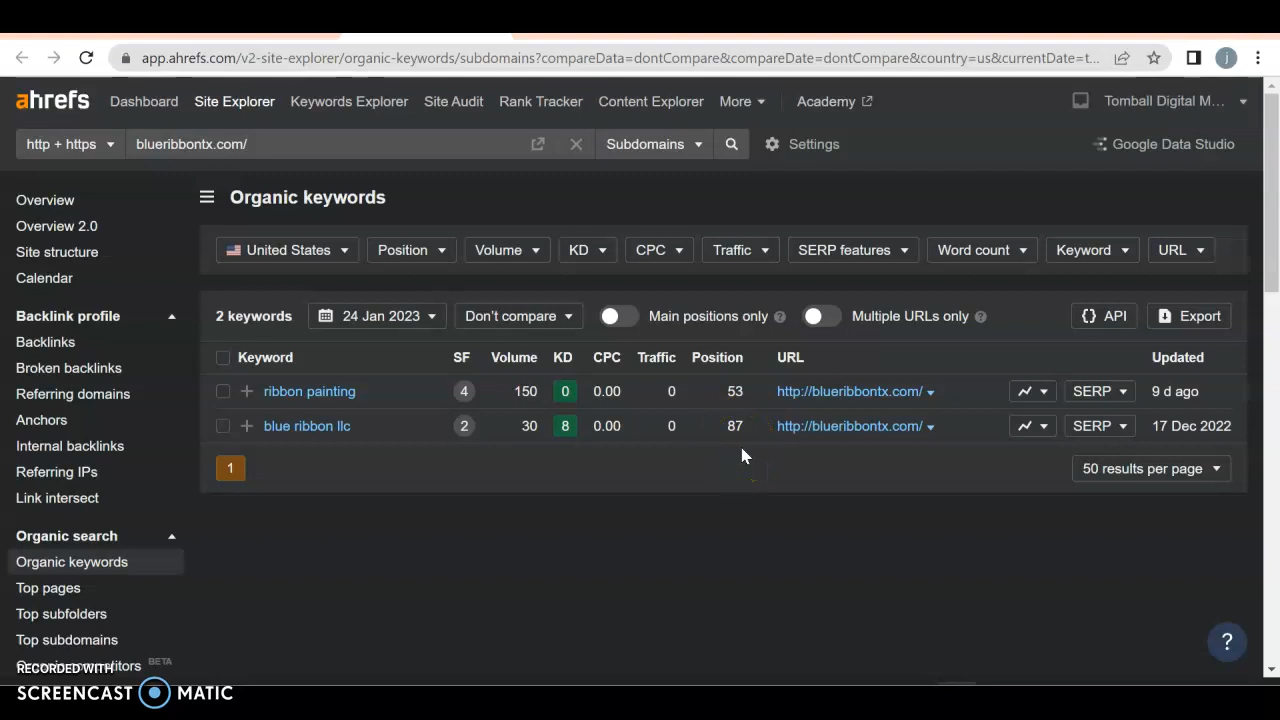 app.ahrefs.com/v2-site-explorer/organic-keywords/subdomains?compareData=dontCompare&compareDate=dontCompare&country=us&currentDate=t...
j
ahrefs Dashboard Site Explorer Keywords Explorer Site Audit Rank Tracker Content Explorer More Academy Tomball Digital M...
http + https blueribbontx.com/ Subdomains Settings Google Data Studio
Overview
Overview 2.0
Site structure
Calendar
Backlink profile
Backlinks
Broken backlinks
Referring domains
Anchors
Internal backlinks
Referring IPs
Link intersect
Organic search
Organic keywords
Top pages
Top subfolders
Top subdomains
BETA
Organic keywords
United States Position Volume KD CPC Traffic SERP features Word count Keyword URL
2 keywords 24 Jan 2023 Don't compare Main positions only ? Multiple URLs only ? {} API Export
Keyword SF Volume KD CPC Traffic Position URL Updated
ribbon painting 4 150 0 0.00 0 53 http://blueribbontx.com/ SERP 9 d ago
blue ribbon llc 2 30 8 0.00 0 87 http://blueribbontx.com/ SERP 17 Dec 2022
1 50 results per page
?
RECORDED WITH
SCREENCAST MATIC